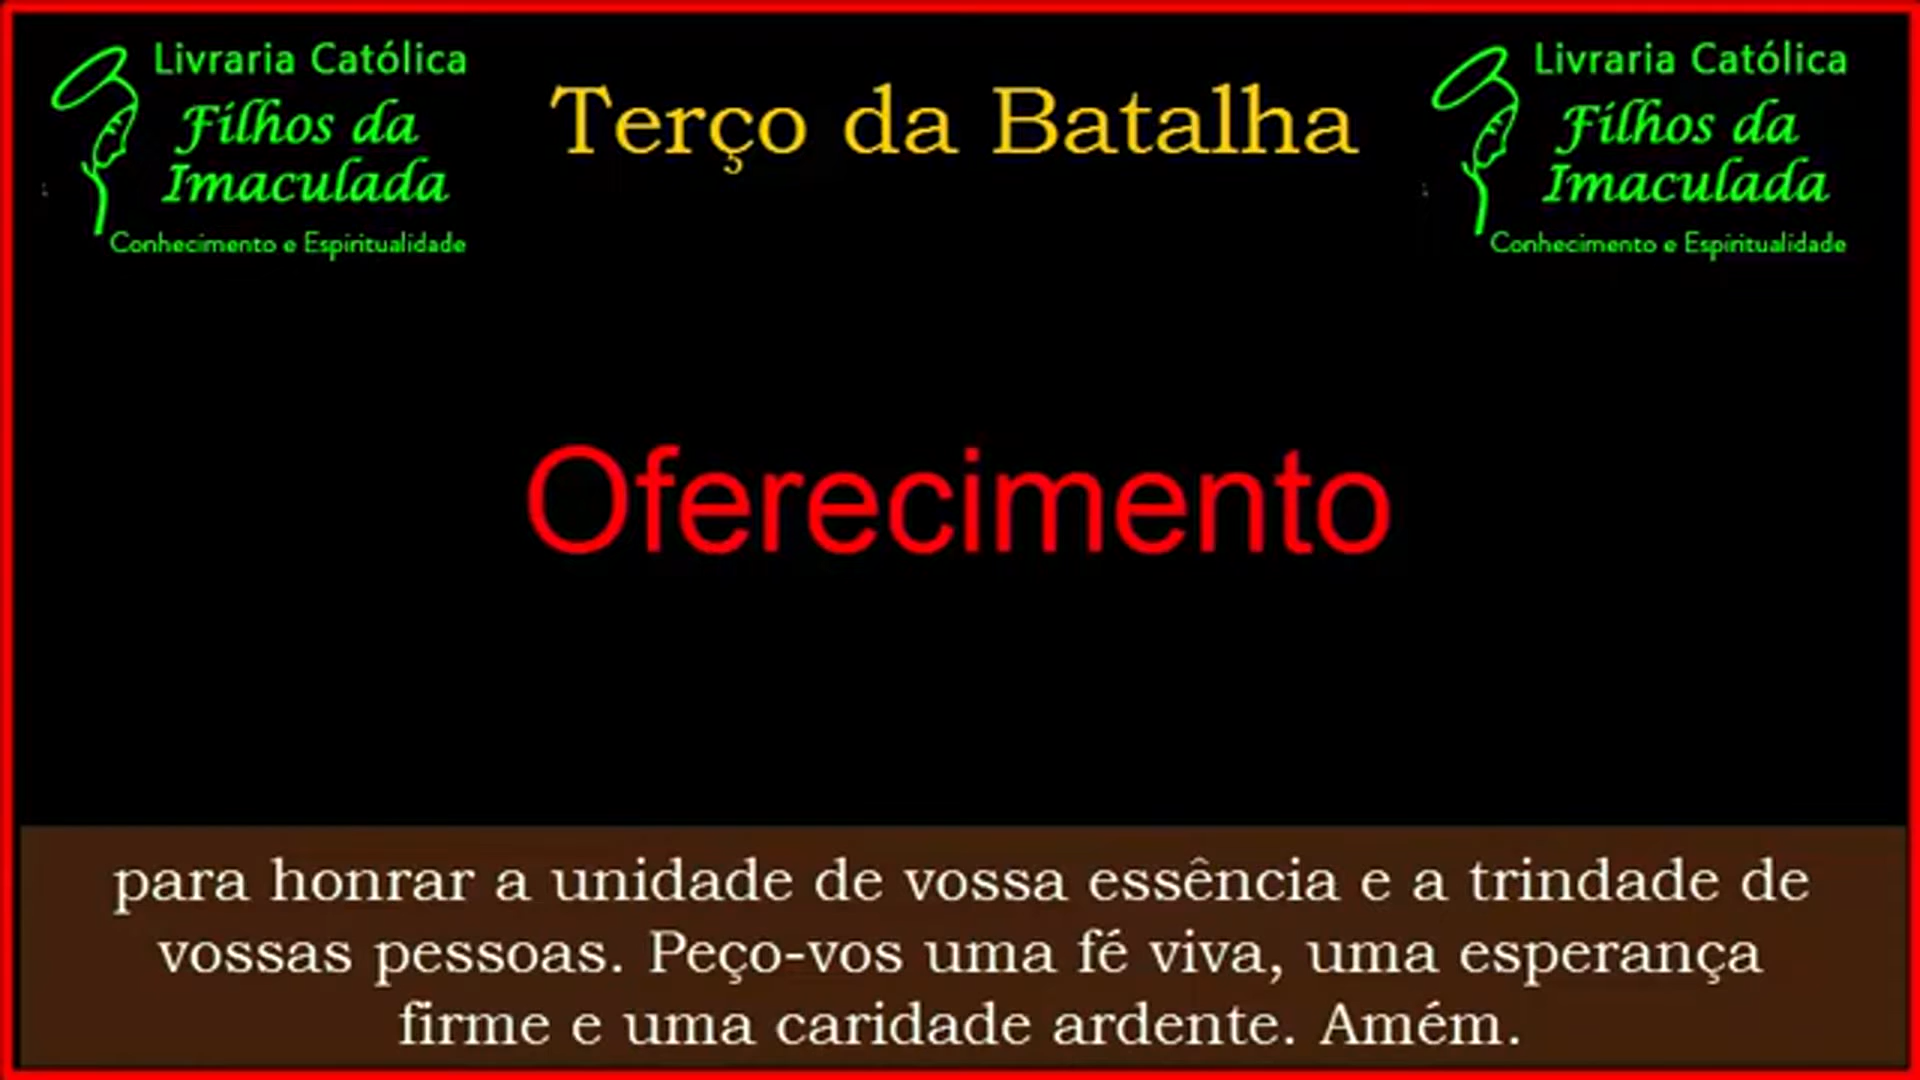 Livraria Católica
Filhos da
Imaculada
Conhecimento e Espiritualidade
Terço da Batalha
Livraria Católica
Filhos da
Imaculada
Conhecimento e Espiritualidade
Oferecimento
para honrar a unidade de vossa essência e a trindade de
vossas pessoas. Peço-vos uma fé viva, uma esperança
firme e uma caridade ardente. Amém.